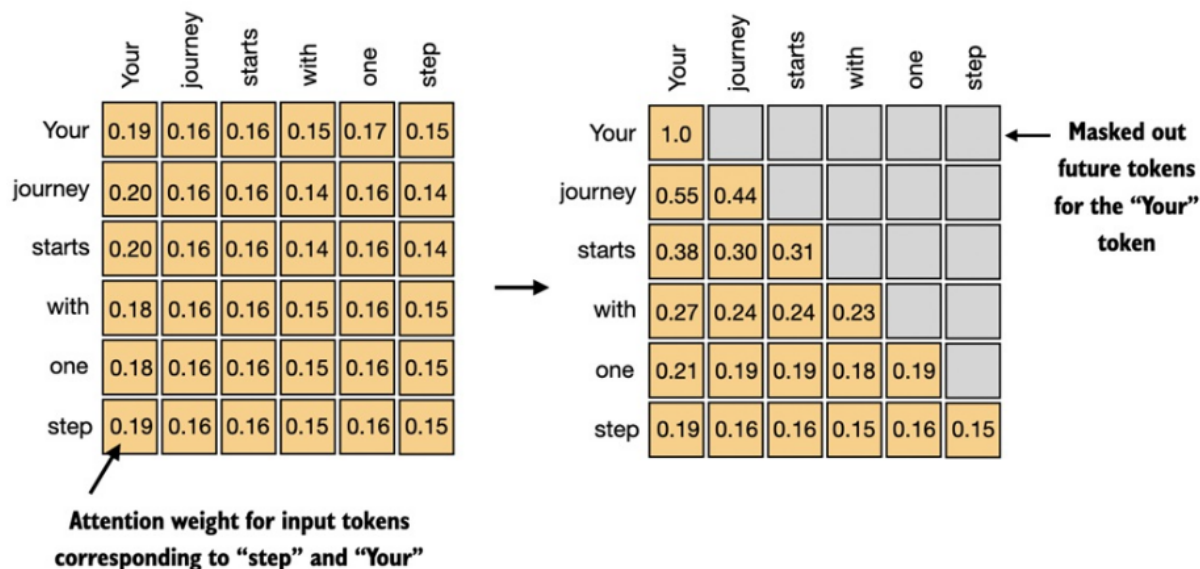 Your journey starts with one step
Your 0.19 0.16 0.16 0.15 0.17 0.15
journey 0.20 0.16 0.16 0.14 0.16 0.14
starts 0.20 0.16 0.16 0.14 0.16 0.14
with 0.18 0.16 0.16 0.15 0.16 0.15
one 0.18 0.16 0.16 0.15 0.16 0.15
step 0.19 0.16 0.16 0.15 0.16 0.15
Attention weight for input tokens
corresponding to “step” and “Your”
Your journey starts with one step
Your 1.0
journey 0.55 0.44
starts 0.38 0.30 0.31
with 0.27 0.24 0.24 0.23
one 0.21 0.19 0.19 0.18 0.19
step 0.19 0.16 0.16 0.15 0.16 0.15
Masked out
future tokens
for the “Your”
token